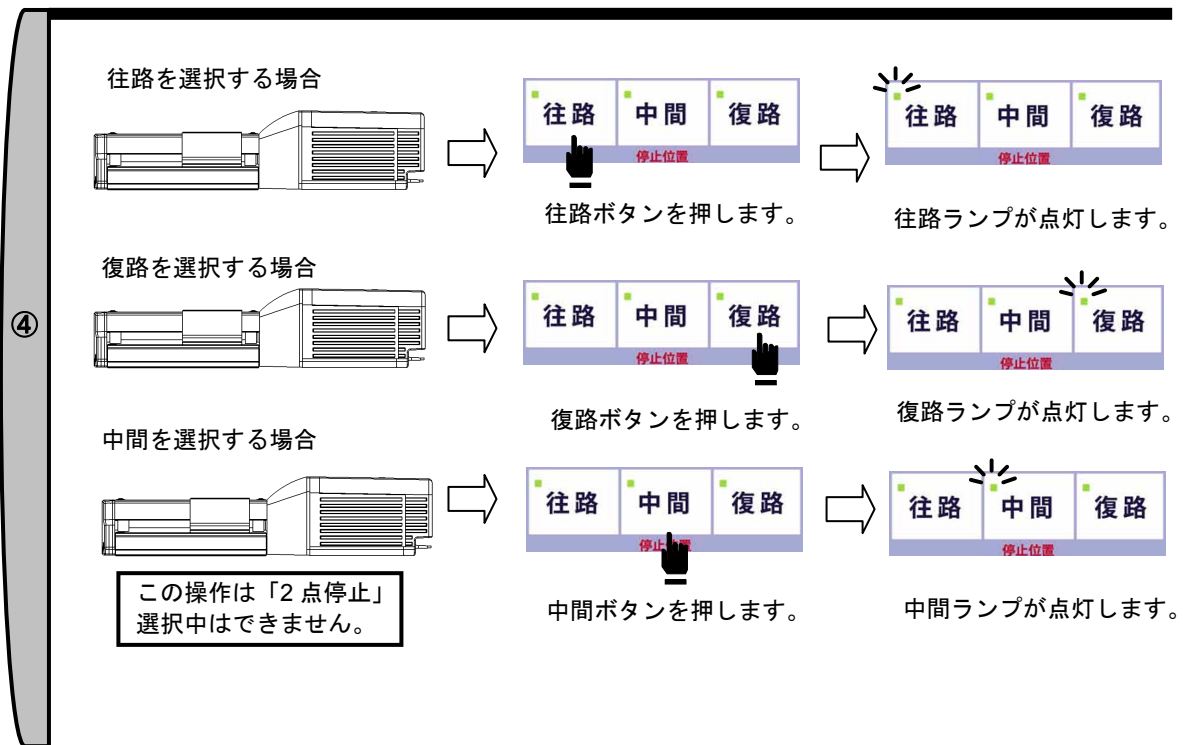 ④
往路を選択する場合
往路 中間 復路
停止位置
往路ボタンを押します。
往路 中間 復路
停止位置
往路ランプが点灯します。
復路を選択する場合
往路 中間 復路
停止位置
復路ボタンを押します。
往路 中間 復路
停止位置
復路ランプが点灯します。
中間を選択する場合
この操作は「2点停止」
選択中はできません。
往路 中間 復路
停止位置
中間ボタンを押します。
往路 中間 復路
停止位置
中間ランプが点灯します。